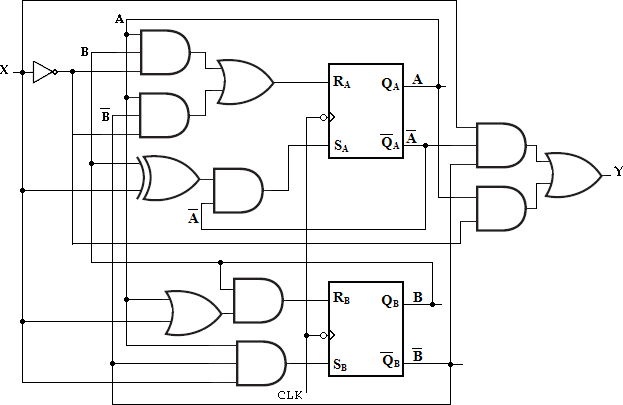 A
B
X
B̅
R_A Q_A A
S_A Q̅_A A̅
Y
A̅
R_B Q_B B
S_B Q̅_B B̅
CLK